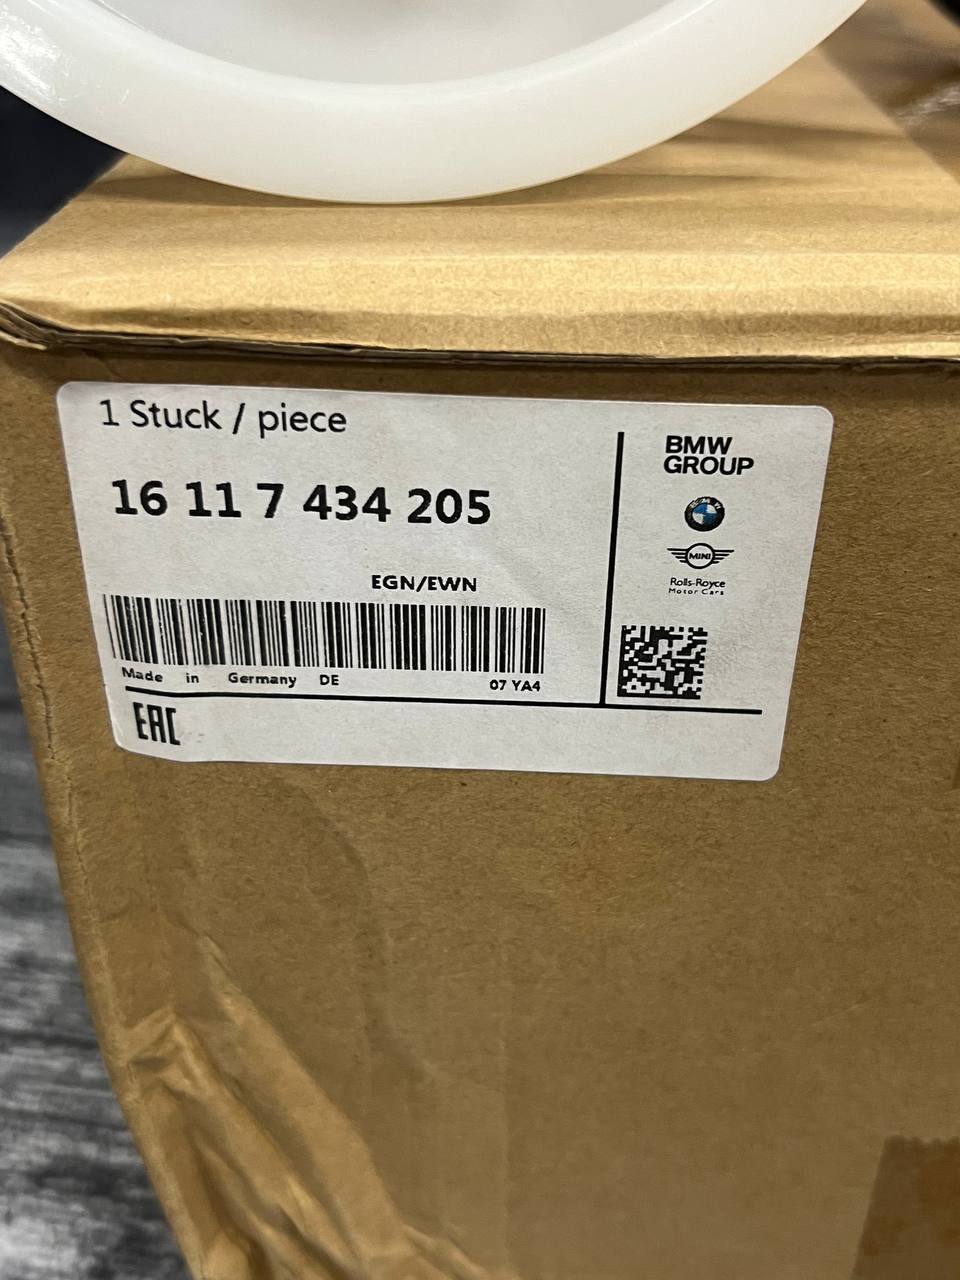 1 Stuck / piece
16 11 7 434 205
EGN/EWN
Made in Germany DE
07 YA4
EAC
BMW
GROUP
BMW
MINI
Rolls-Royce
Motor Cars